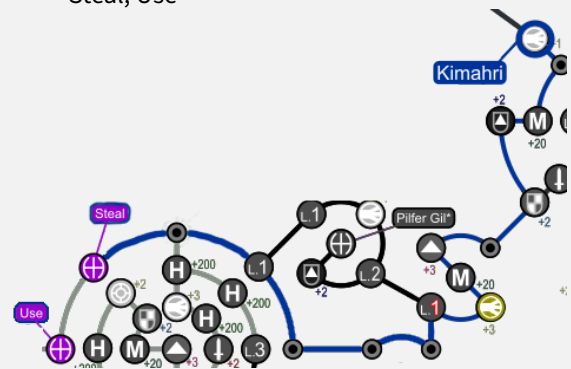 Steal, Use
+1
Kimahri
+2
M
+20
+2
Steal
L.1
Pilfer Gil*
H
+200
L.1
+3
+2
L.2
M
+20
+2
+3
H
+200
L.1
+3
Use
+2
H
+200
H
M
+20
+3
+2
L.3